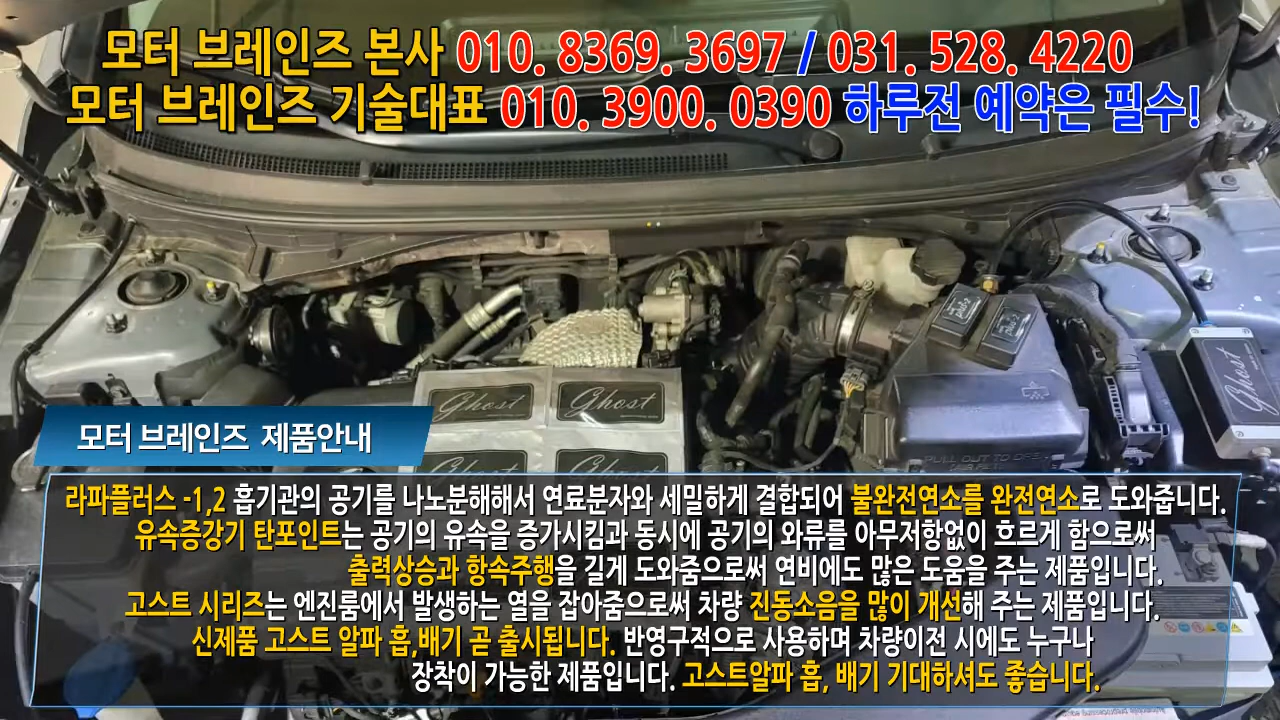 모터 브레인즈 본사 010. 8369. 3697 / 031. 528. 4220
모터 브레인즈 기술대표 010. 3900. 0390 하루전 예약은 필수!
Ghost Ghost
Ghost
PULL OUT TO
모터 브레인즈 제품안내
라파플러스 -1,2 흡기관의 공기를 나노분해해서 연료분자와 세밀하게 결합되어 불완전연소를 완전연소로 도와줍니다.
유속증강기 탄포인트는 공기의 유속을 증가시킴과 동시에 공기의 와류를 아무저항없이 흐르게 함으로써
출력상승과 항속주행을 길게 도와줌으로써 연비에도 많은 도움을 주는 제품입니다.
고스트 시리즈는 엔진룸에서 발생하는 열을 잡아줌으로써 차량 진동소음을 많이 개선해 주는 제품입니다.
신제품 고스트 알파 흡,배기 곧 출시됩니다. 반영구적으로 사용하며 차량이전 시에도 누구나
장착이 가능한 제품입니다. 고스트알파 흡, 배기 기대하셔도 좋습니다.